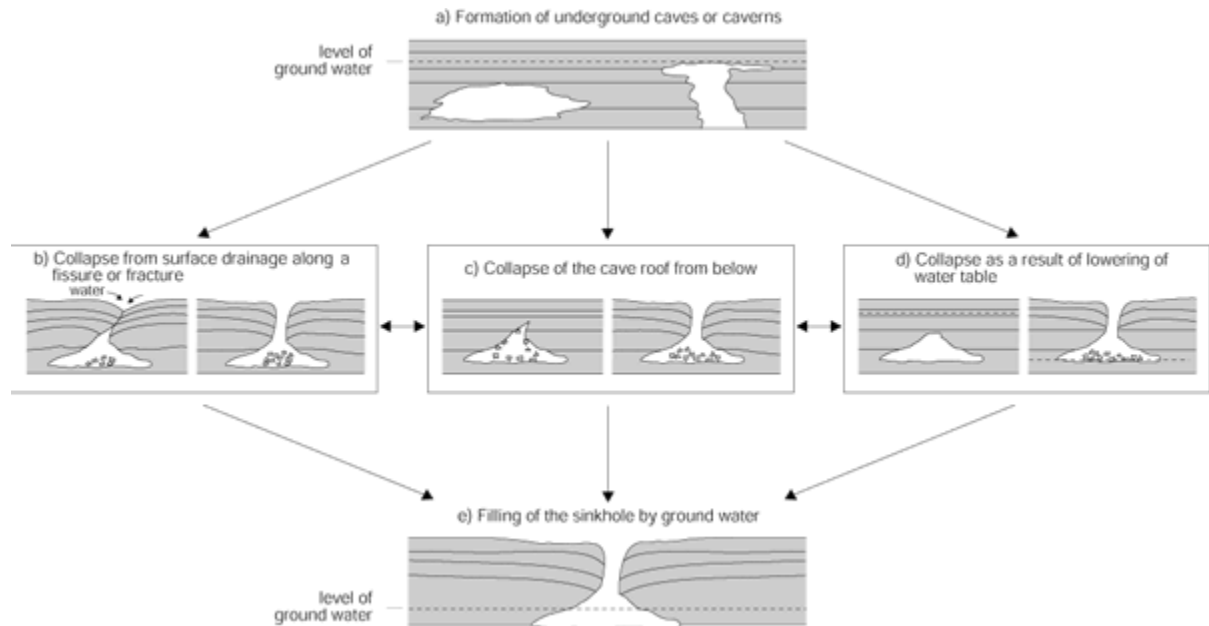 a) Formation of underground caves or caverns
level of
ground water
b) Collapse from surface drainage along a
fissure or fracture
water
c) Collapse of the cave roof from below
d) Collapse as a result of lowering of
water table
e) Filling of the sinkhole by ground water
level of
ground water